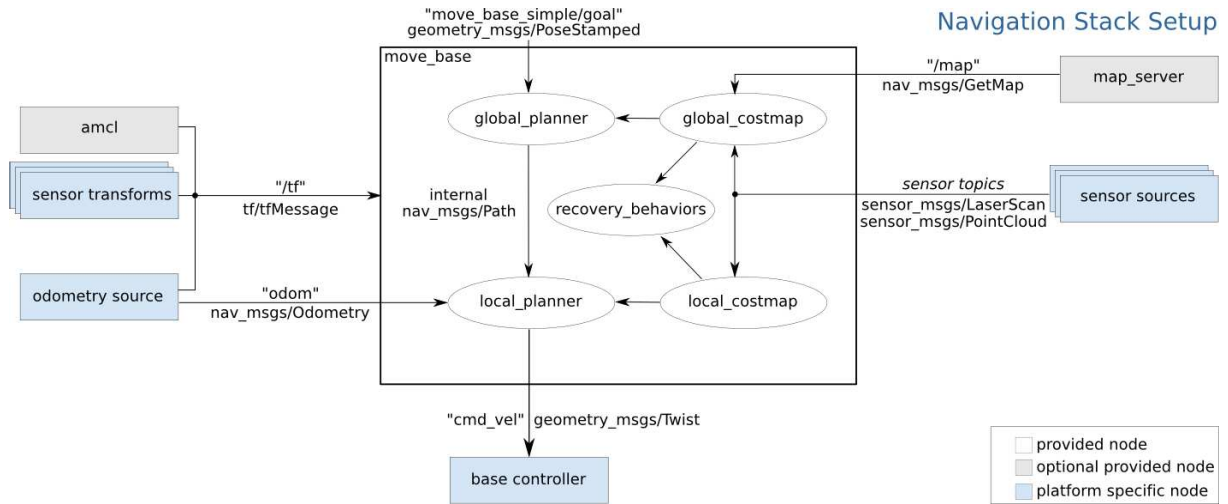 Navigation Stack Setup
"move_base_simple/goal"
geometry_msgs/PoseStamped
move_base
"/map"
nav_msgs/GetMap
map_server
amcl
global_planner
global_costmap
sensor transforms
"/tf"
tf/tfMessage
internal
nav_msgs/Path
recovery_behaviors
sensor topics
sensor_msgs/LaserScan
sensor_msgs/PointCloud
sensor sources
odometry source
"odom"
nav_msgs/Odometry
local_planner
local_costmap
"cmd_vel" geometry_msgs/Twist
base controller
provided node
optional provided node
platform specific node